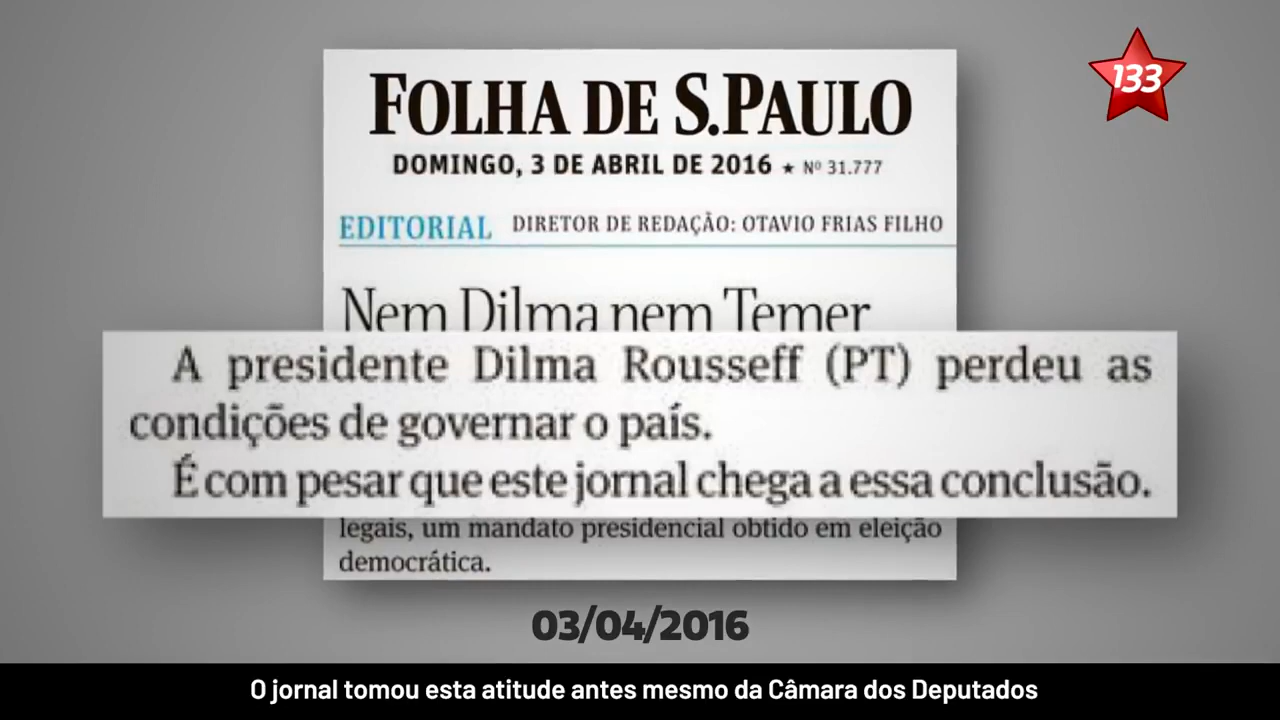 133
FOLHA DE S.PAULO
DOMINGO, 3 DE ABRIL DE 2016 ★ Nº 31.777
EDITORIAL DIRETOR DE REDAÇÃO: OTAVIO FRIAS FILHO
Nem Dilma nem Temer
A presidente Dilma Rousseff (PT) perdeu as
condições de governar o país.
É com pesar que este jornal chega a essa conclusão.
legais, um mandato presidencial obtido em eleição
democrática.
03/04/2016
O jornal tomou esta atitude antes mesmo da Câmara dos Deputados